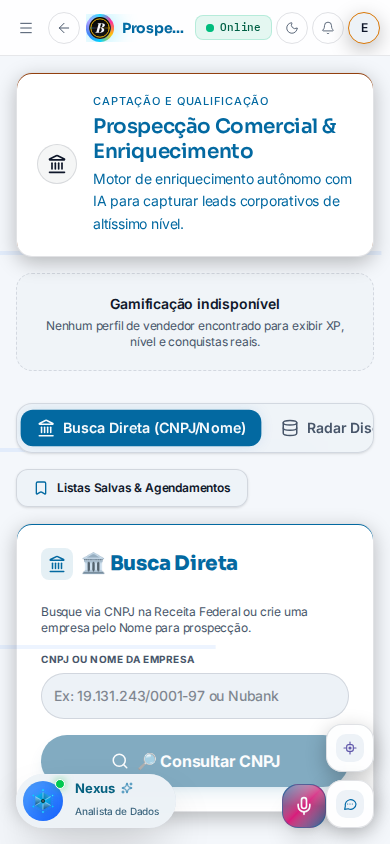 B Prospe... Online E
CAPTAÇÃO E QUALIFICAÇÃO
Prospecção Comercial &
Enriquecimento
Motor de enriquecimento autônomo com
IA para capturar leads corporativos de
altíssimo nível.
Gamificação indisponível
Nenhum perfil de vendedor encontrado para exibir XP,
nível e conquistas reais.
Busca Direta (CNPJ/Nome) Radar Dis
Listas Salvas & Agendamentos
🏛️ Busca Direta
Busque via CNPJ na Receita Federal ou crie uma
empresa pelo Nome para prospecção.
CNPJ OU NOME DA EMPRESA
Ex: 19.131.243/0001-97 ou Nubank
🔎 Consultar CNPJ
Nexus
Analista de Dados